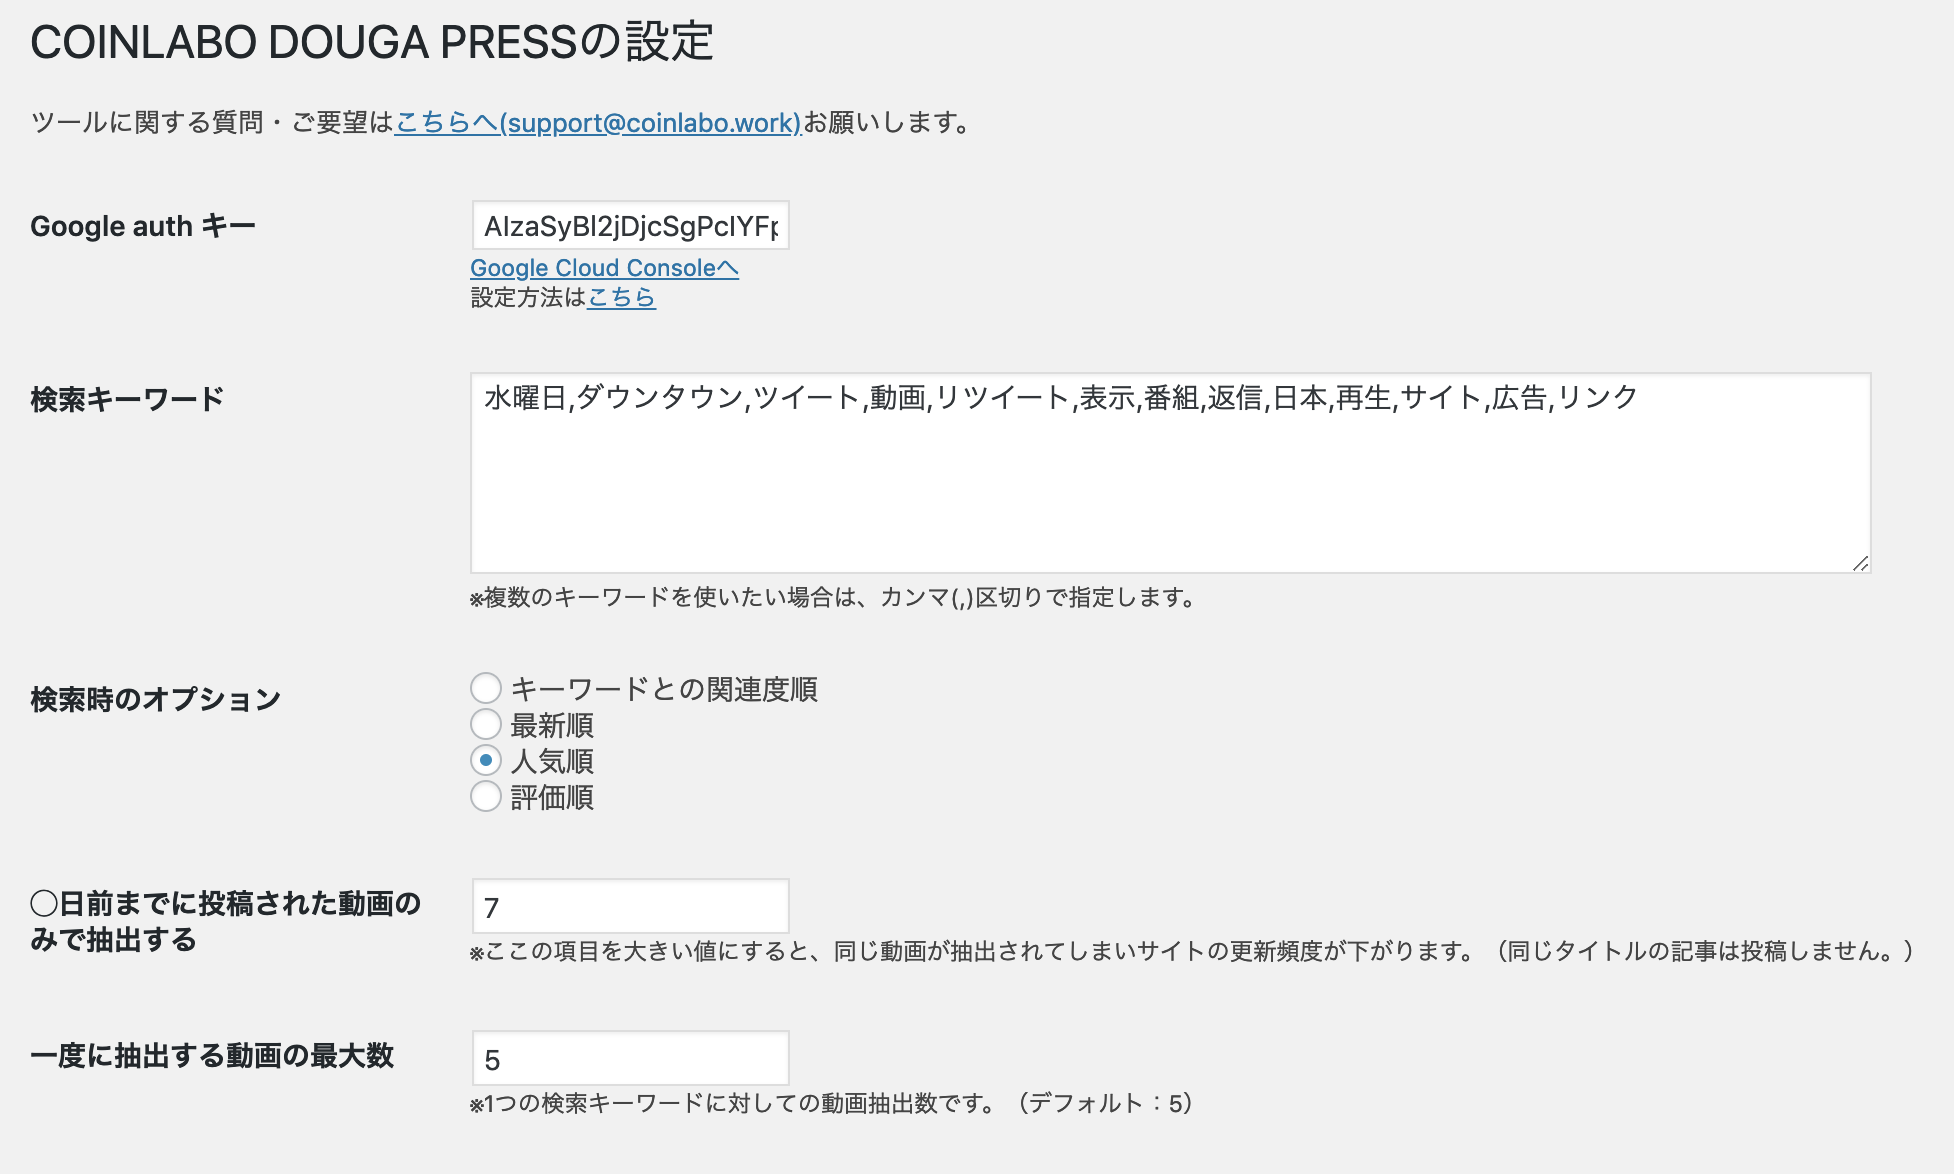 COINLABO DOUGA PRESSの設定
ツールに関する質問・ご要望はこちらへ(support@coinlabo.work)お願いします。
Google auth キー
AIzaSyBl2jDjcSgPclYFp
Google Cloud Consoleへ
設定方法はこちら
検索キーワード
水曜日,ダウンタウン,ツイート,動画,リツイート,表示,番組,返信,日本,再生,サイト,広告,リンク
※複数のキーワードを使いたい場合は、カンマ(,)区切りで指定します。
検索時のオプション
キーワードとの関連度順
最新順
人気順
評価順
◯日前までに投稿された動画の
みで抽出する
7
※ここの項目を大きい値にすると、同じ動画が抽出されてしまいサイトの更新頻度が下がります。（同じタイトルの記事は投稿しません。）
一度に抽出する動画の最大数
5
※1つの検索キーワードに対しての動画抽出数です。（デフォルト：5）